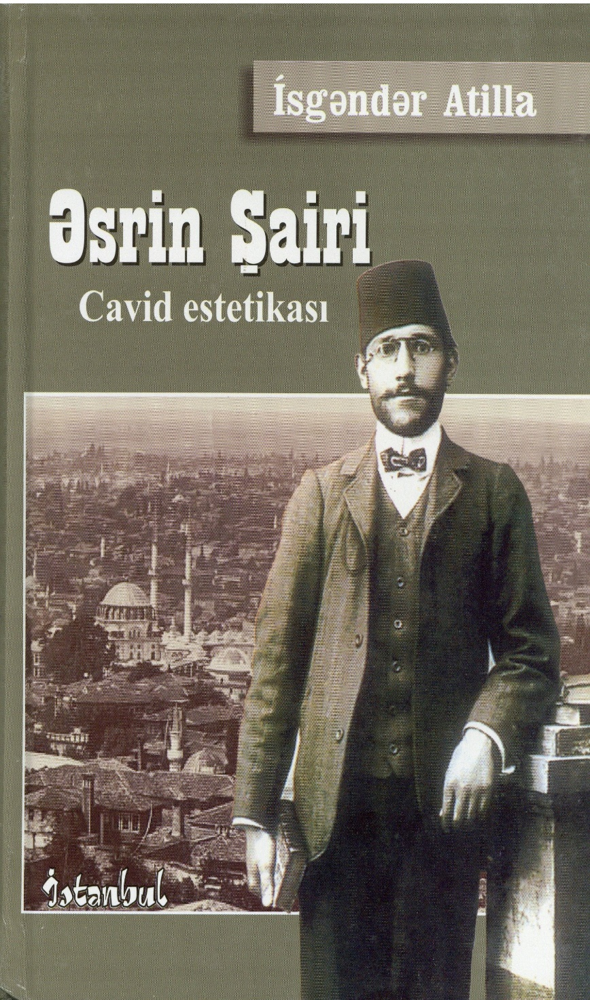 İsgəndər Atilla
Əsrin Şairi
Cavid estetikası
İstanbul